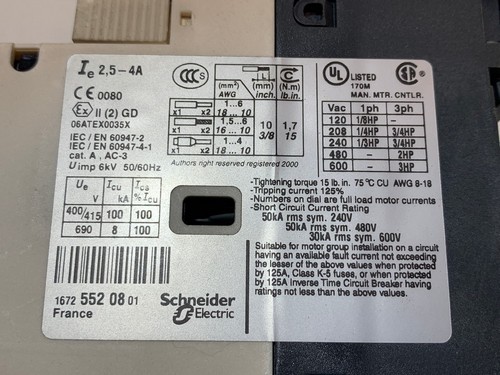 Ie 2,5-4A
CE 0080
Ex II (2) GD
06ATEX0035X
IEC / EN 60947-2
IEC / EN 60947-4-1
cat. A , AC-3
Uimp 6kV 50/60Hz
CCC S
(mm²) AWG L (mm) inch. C (N.m) lb.in.
x1 x2 1...6 18 ... 10
x1 x2 1,5...6 16 ... 10
x1 x2 1...4 18 ... 10
10 3/8 1,7 15
Authors right registered 2000
UL LISTED
170M
MAN. MTR. CNTLR.
Vac 1ph 3ph
120 1/8HP -
208 1/4HP 3/4HP
240 1/3HP 3/4HP
480 - 2HP
600 - 3HP
Ue V Icu kA Ics % Icu
400/415 100 100
690 8 100
-Tightening torque 15 lb. in. 75°C CU AWG 8-18
-Tripping current 125%
-Numbers on dial are full load motor currents
-Short Circuit Current Rating
50kA rms sym. 240V
50kA rms sym. 480V
30kA rms sym. 600V
Suitable for motor group installation on a circuit
having an available fault current not exceeding
the lesser of the above values when protected
by 125A, Class K-5 fuses, or when protected
by 125A Inverse Time Circuit Breaker having
ratings not less than the above values.
1672 552 08 01
France
Schneider
Electric